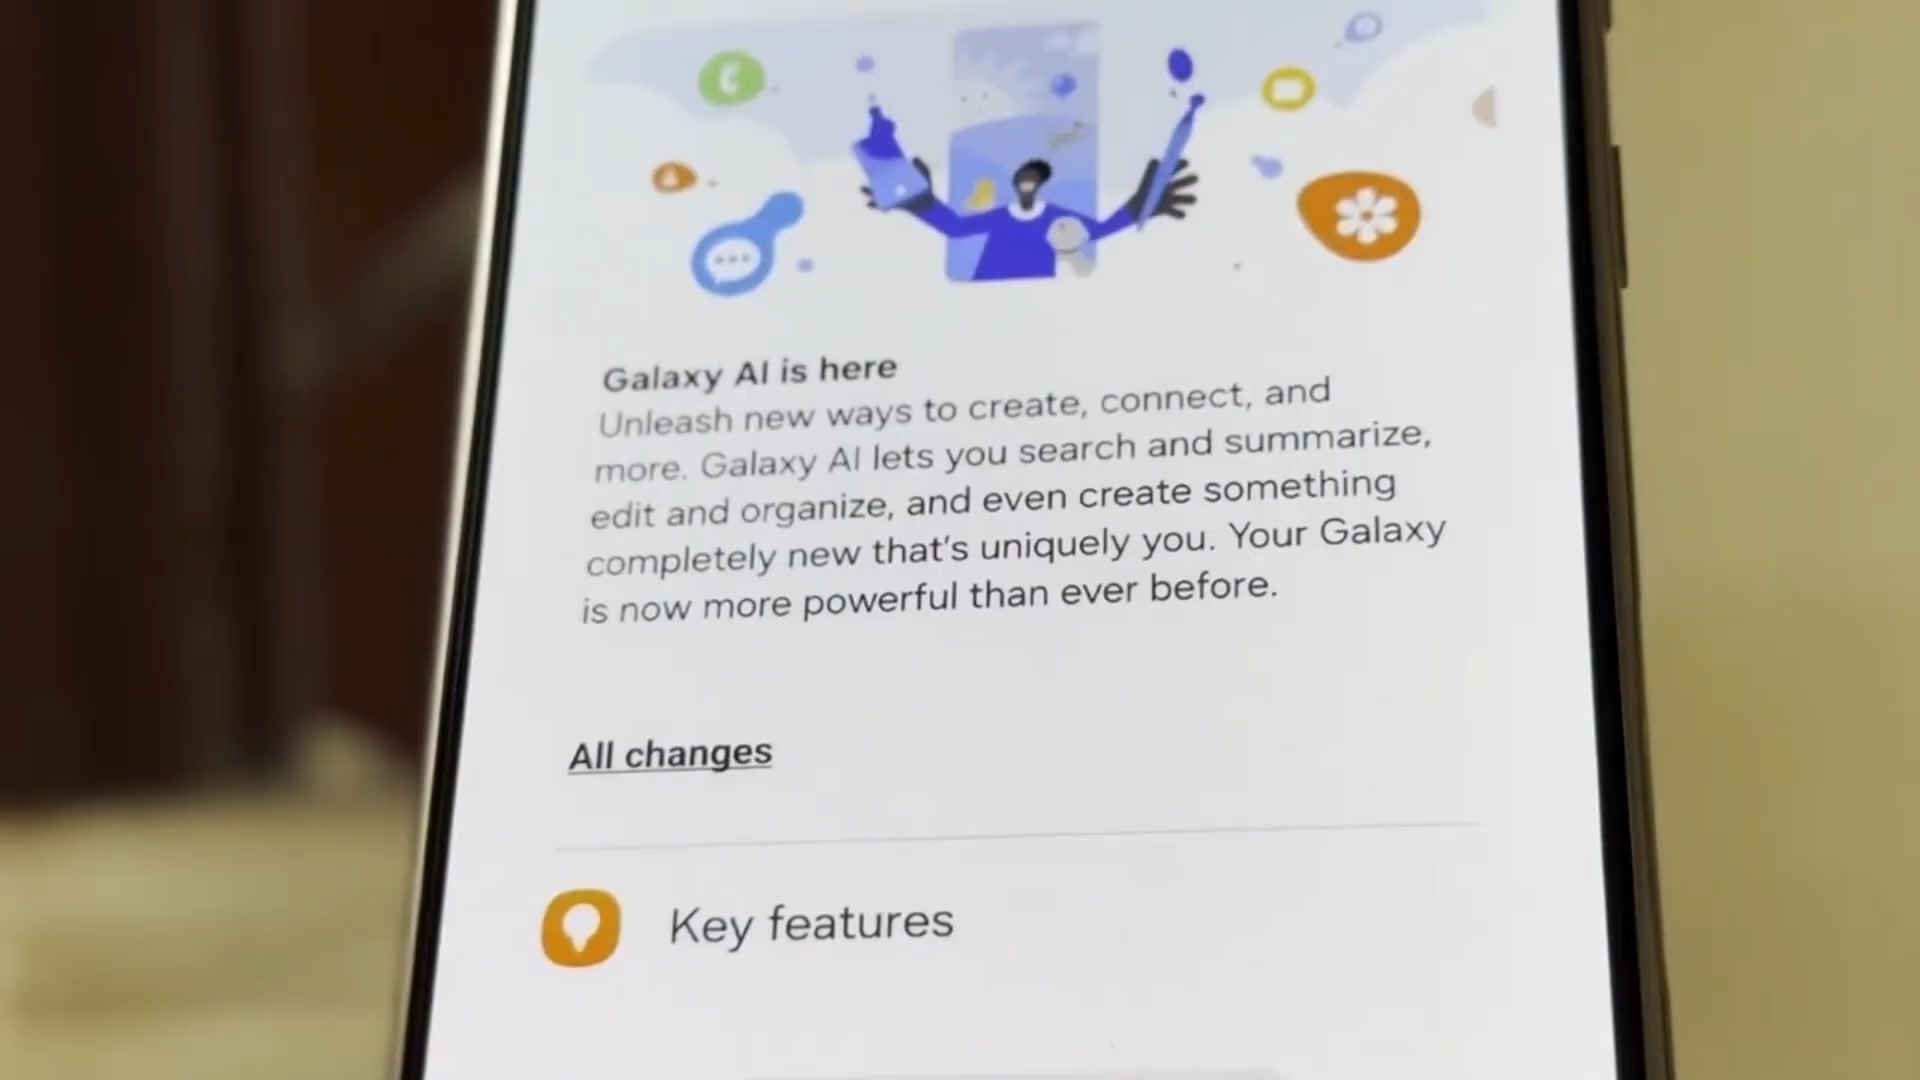 Galaxy AI is here
Unleash new ways to create, connect, and
more. Galaxy AI lets you search and summarize,
edit and organize, and even create something
completely new that's uniquely you. Your Galaxy
is now more powerful than ever before.
All changes
Key features